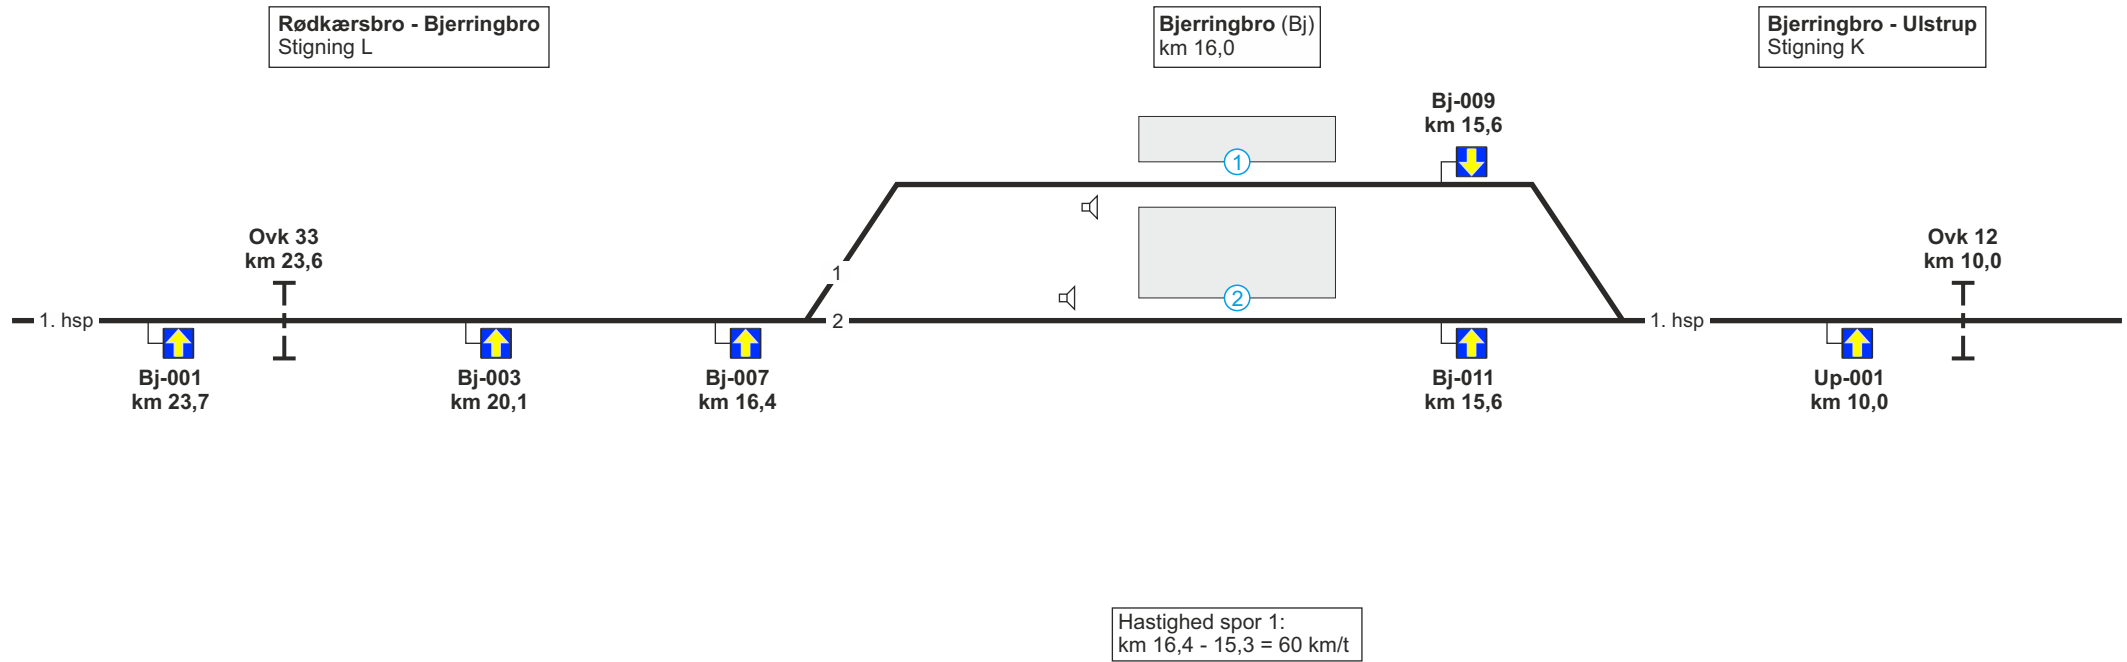 Rødkærsbro - Bjerringbro
Stigning L
Bjerringbro (Bj)
km 16,0
Bjerringbro - Ulstrup
Stigning K
Bj-009
km 15,6
1
Ovk 33
km 23,6
1
2
Ovk 12
km 10,0
1. hsp
2
1. hsp
Bj-001
km 23,7
Bj-003
km 20,1
Bj-007
km 16,4
Bj-011
km 15,6
Up-001
km 10,0
Hastighed spor 1:
km 16,4 - 15,3 = 60 km/t